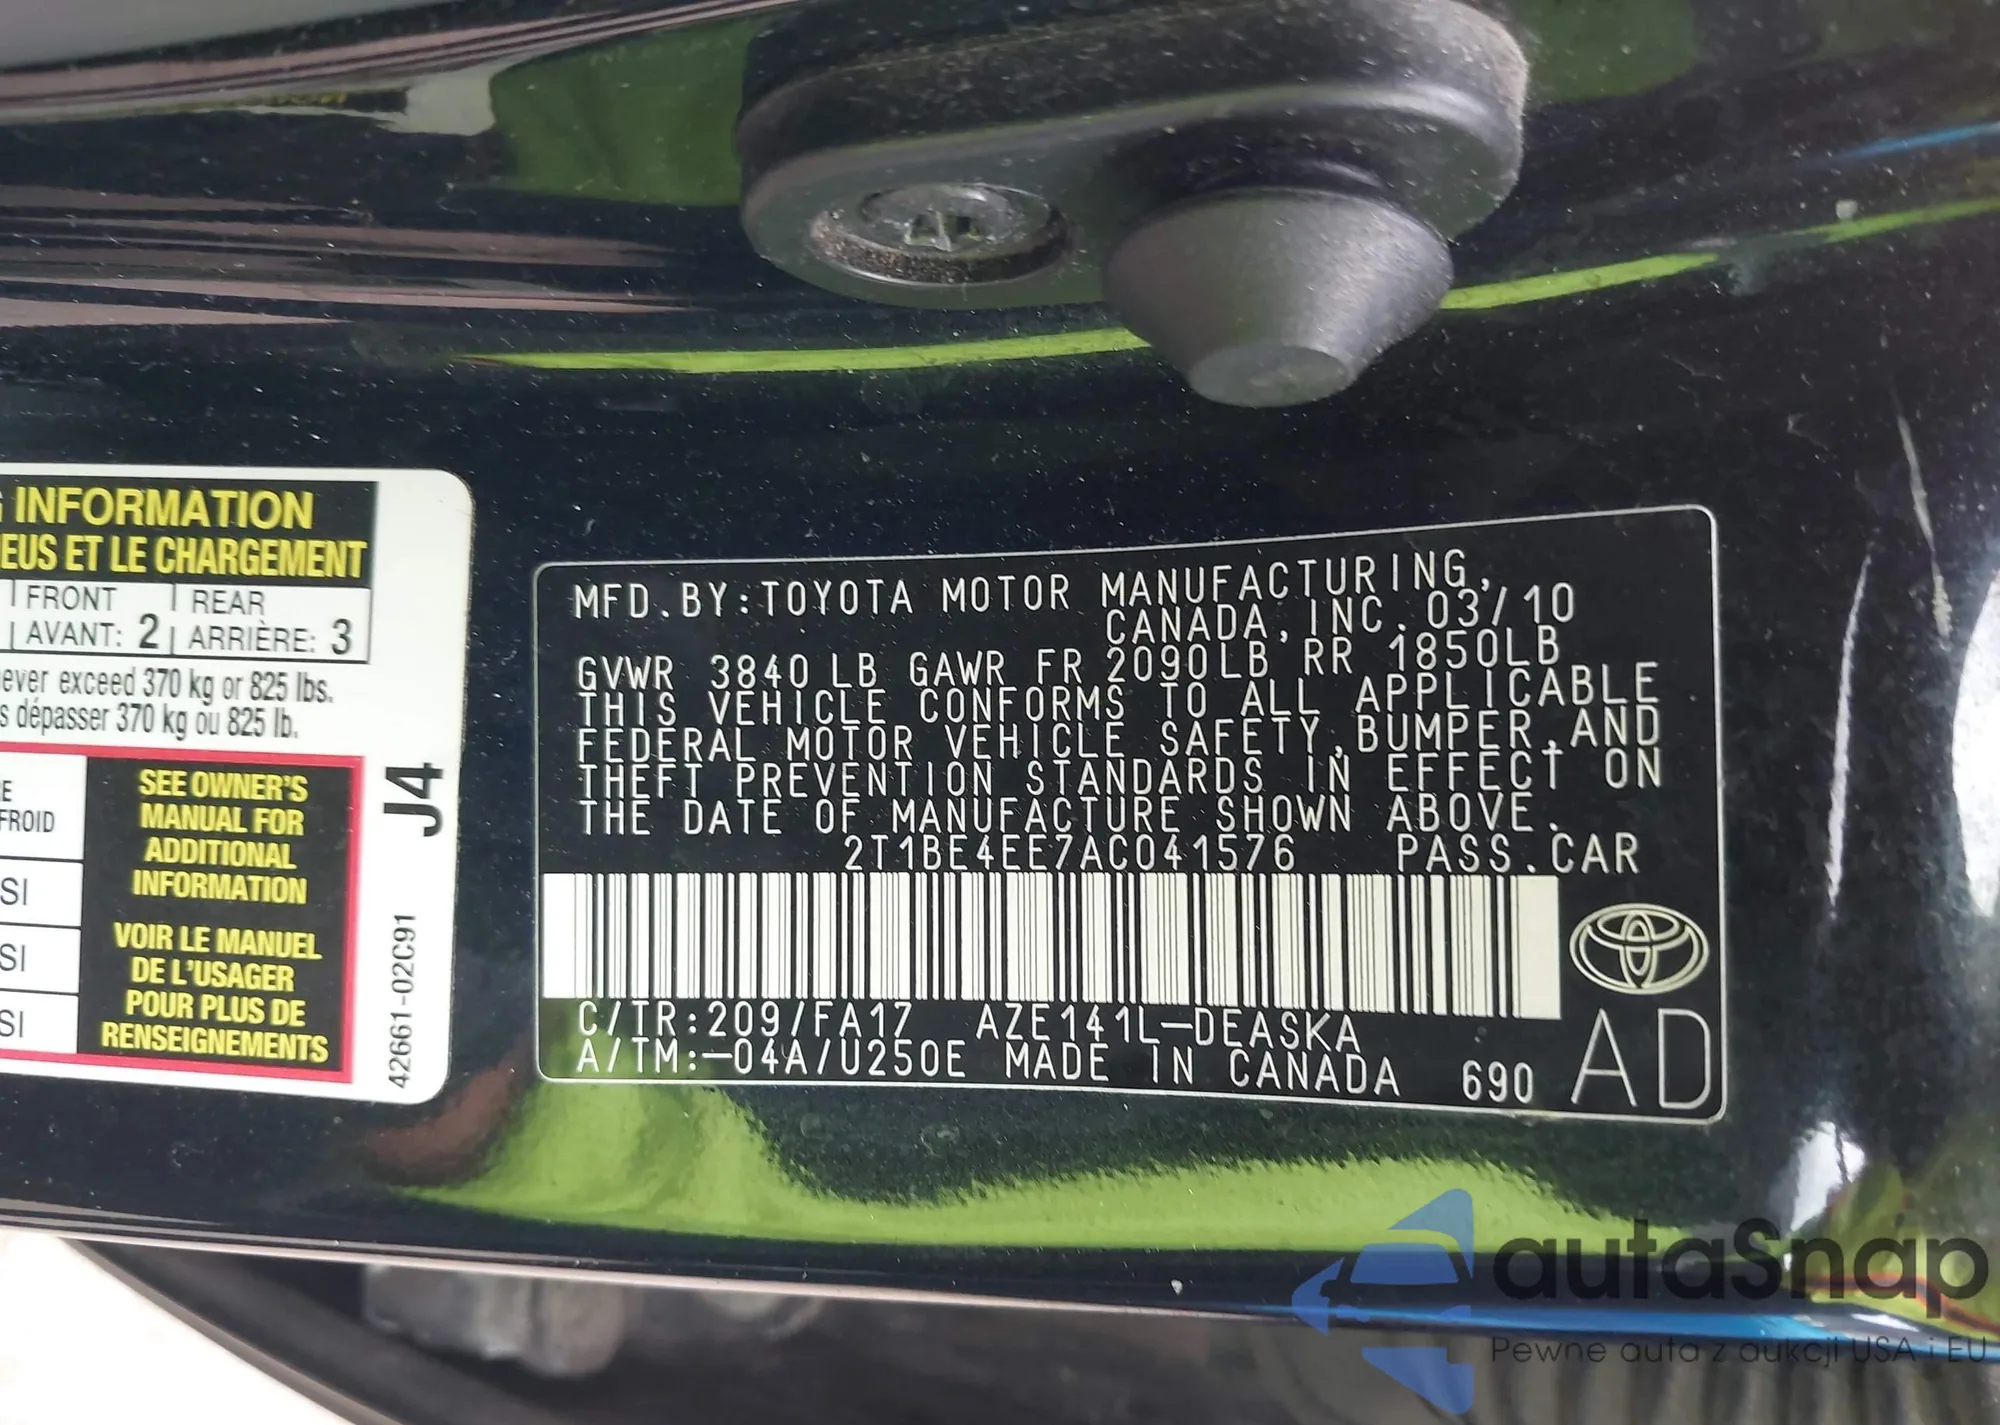 INFORMATION
EUS ET LE CHARGEMENT
FRONT REAR
AVANT: 2 ARRIÈRE: 3
exceed 370 kg or 825 lbs.
dépasser 370 kg ou 825 lb.
FROID
SEE OWNER'S
MANUAL FOR
ADDITIONAL
INFORMATION
VOIR LE MANUEL
DE L'USAGER
POUR PLUS DE
RENSEIGNEMENTS
SI
SI
SI
J4
42661-02C91
MFD.BY:TOYOTA MOTOR MANUFACTURING,
CANADA,INC.03/10
GVWR 3840LB GAWR FR 2090LB RR 1850LB
THIS VEHICLE CONFORMS TO ALL APPLICABLE
FEDERAL MOTOR VEHICLE SAFETY,BUMPER,AND
THEFT PREVENTION STANDARDS IN EFFECT ON
THE DATE OF MANUFACTURE SHOWN ABOVE.
2T1BE4EE7AC041576 PASS.CAR
C/TR:209/FA17 AZE141L-DEASKA
A/TM:-04A/U250E MADE IN CANADA 690
AD
autaSnap
Pewne auta z aukcji USA i EU